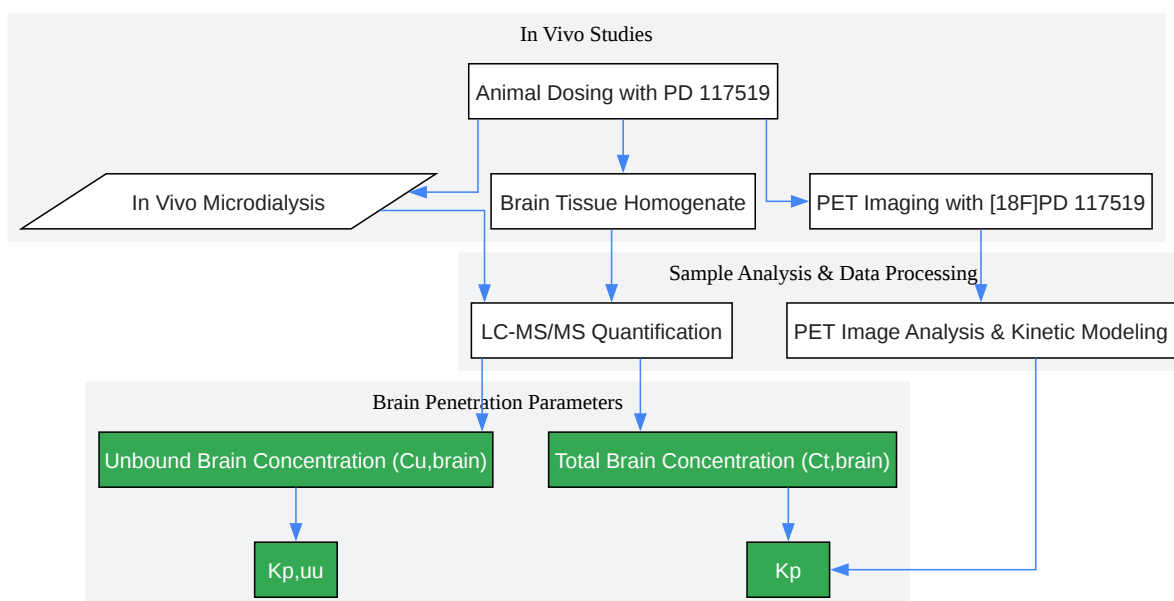 In Vivo Studies
Animal Dosing with PD 117519
In Vivo Microdialysis
Brain Tissue Homogenate
PET Imaging with [18F]PD 117519
Sample Analysis & Data Processing
LC-MS/MS Quantification
PET Image Analysis & Kinetic Modeling
Brain Penetration Parameters
Unbound Brain Concentration (Cu,brain)
Total Brain Concentration (Ct,brain)
Kp,uu
Kp